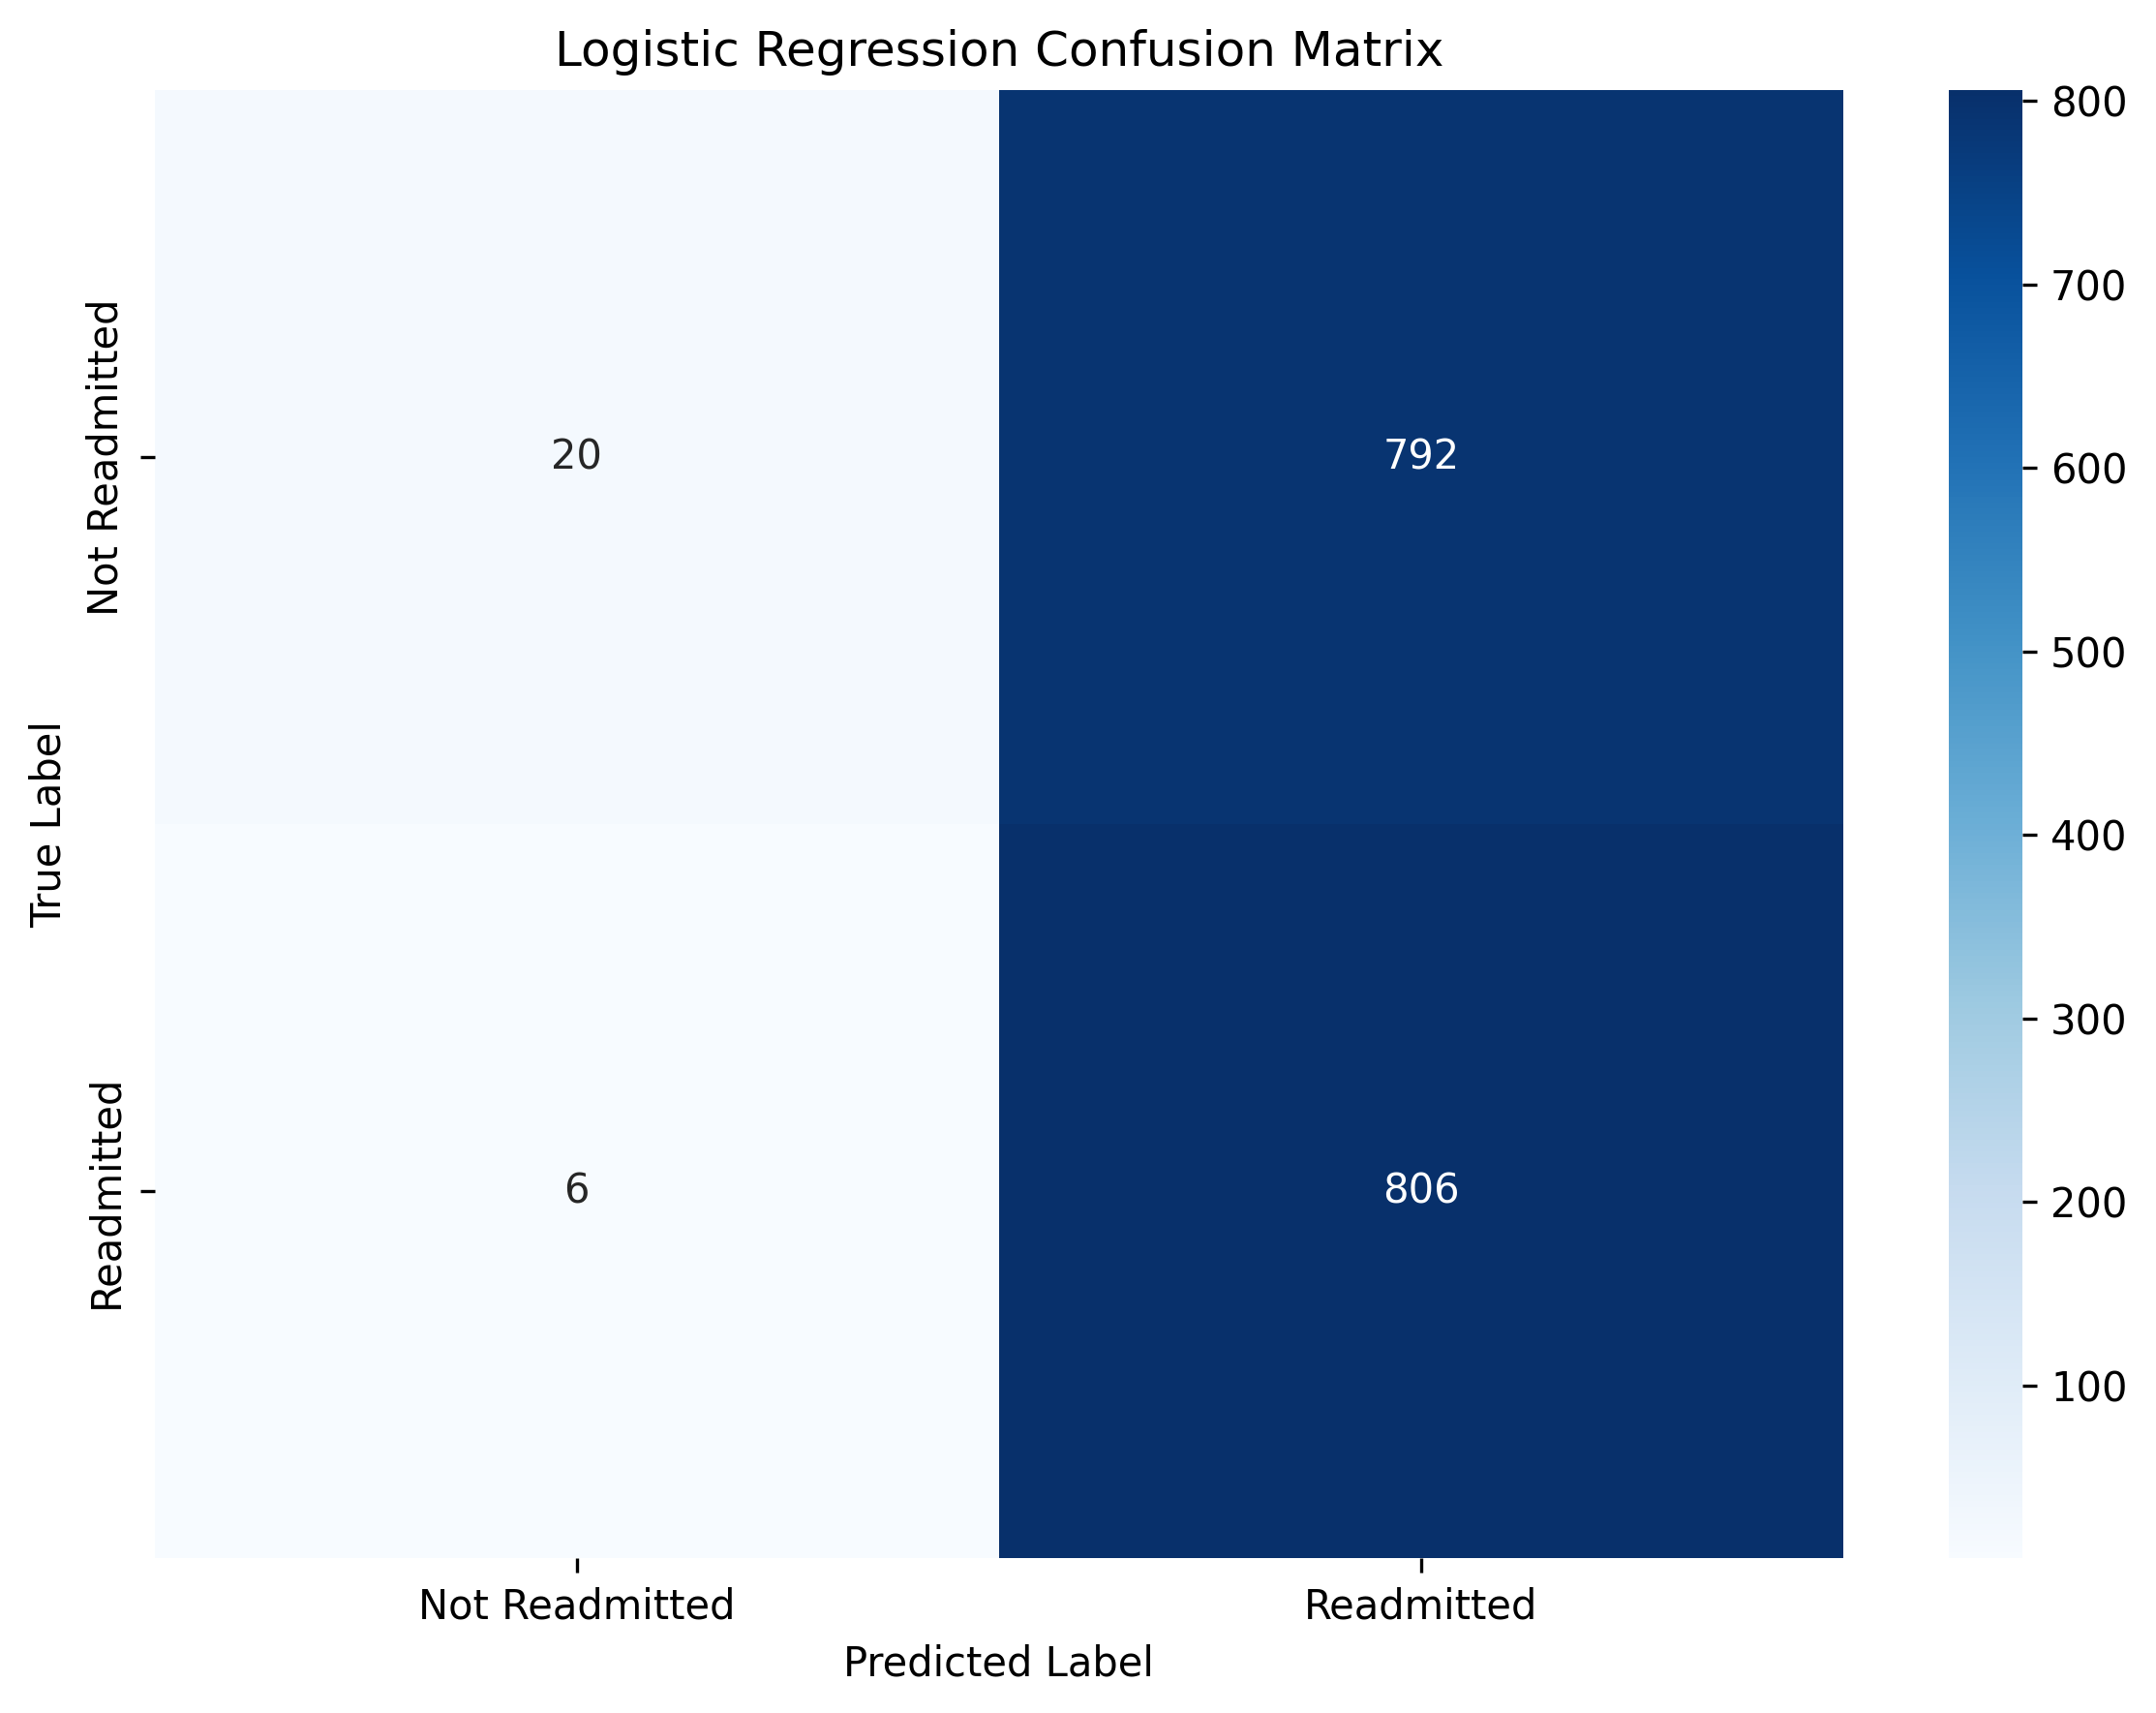 Logistic Regression Confusion Matrix
True Label
Not Readmitted
Readmitted
20
792
6
806
Not Readmitted
Readmitted
Predicted Label
800
700
600
500
400
300
200
100